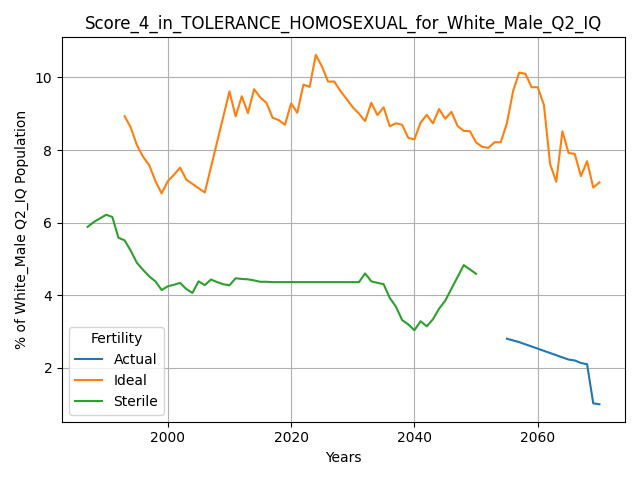 Score_4_in_TOLERANCE_HOMOSEXUAL_for_White_Male_Q2_IQ
% of White_Male Q2_IQ Population
10
8
6
4
2
Fertility
Actual
Ideal
Sterile
2000 2020 2040 2060
Years